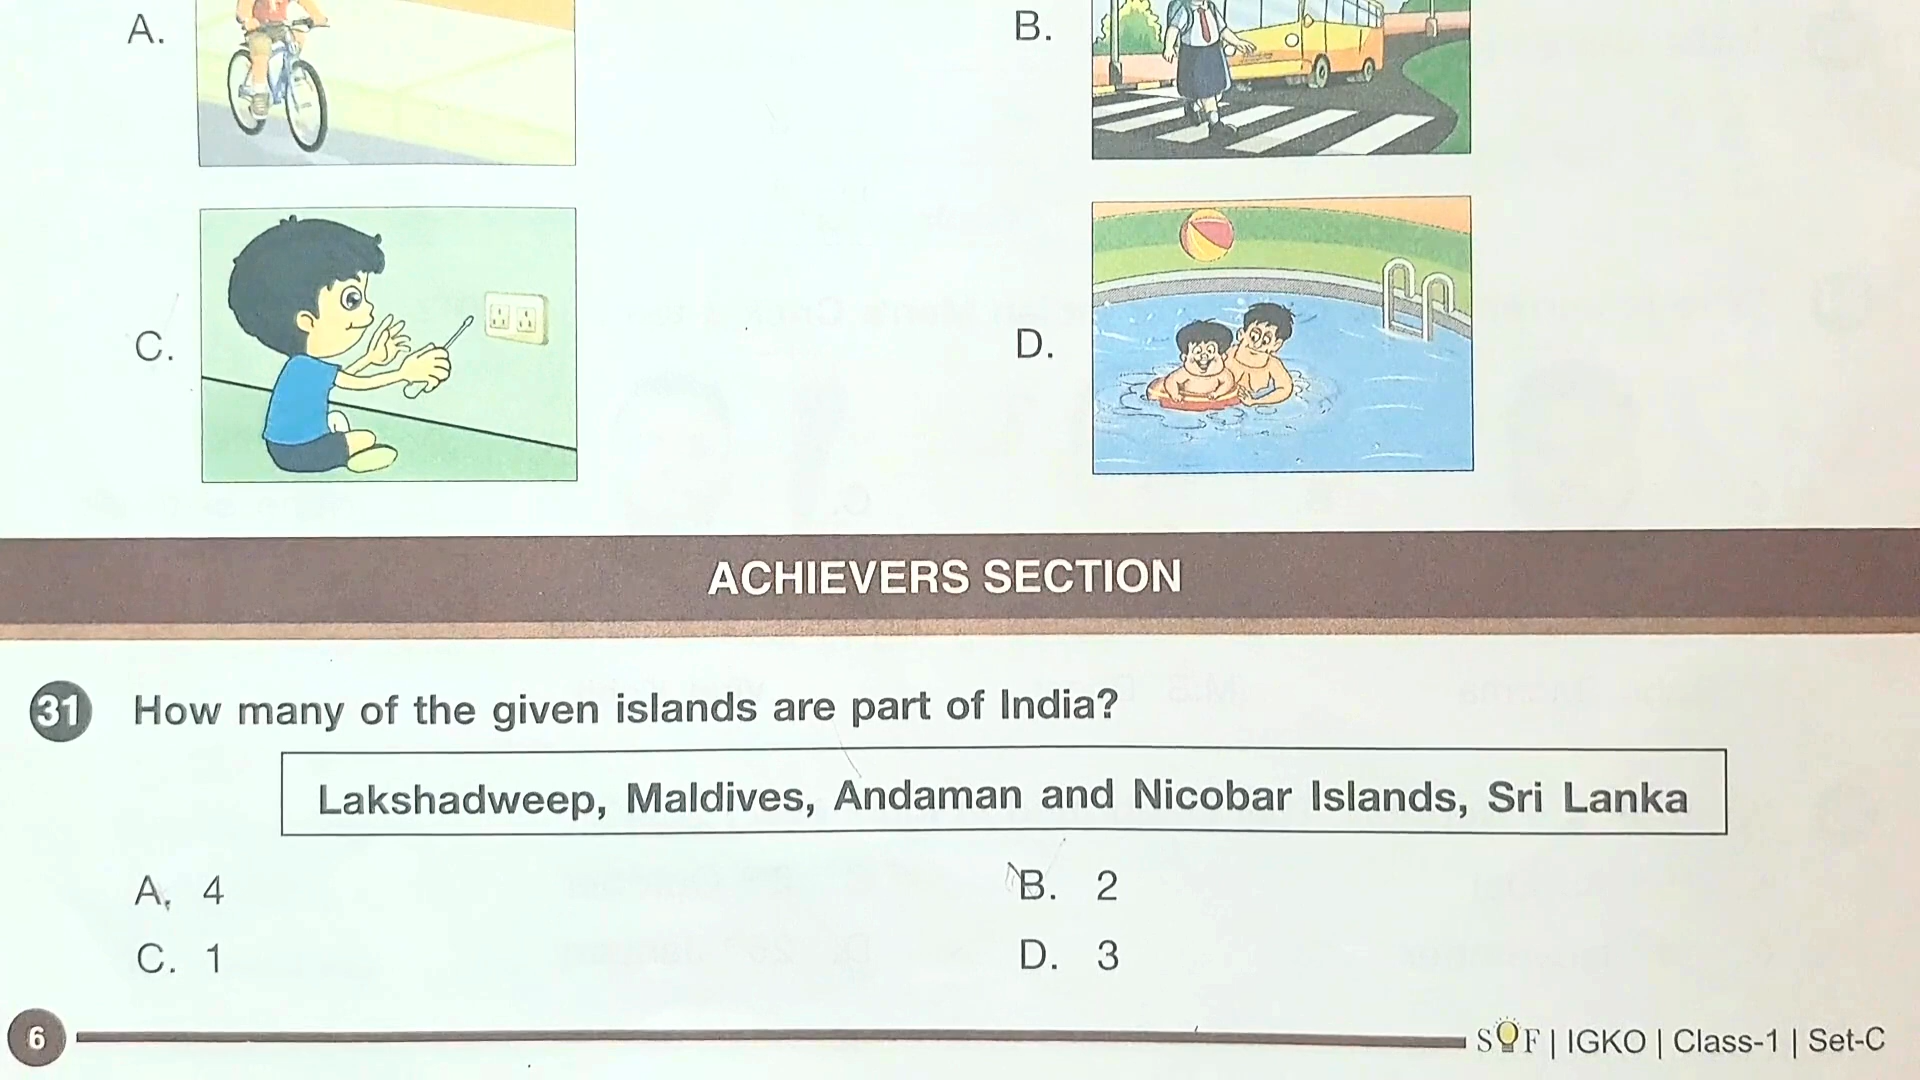 A.
B.
C.
D.
ACHIEVERS SECTION
31 How many of the given islands are part of India?
Lakshadweep, Maldives, Andaman and Nicobar Islands, Sri Lanka
A. 4
B. 2
C. 1
D. 3
6
SOF | IGKO | Class-1 | Set-C